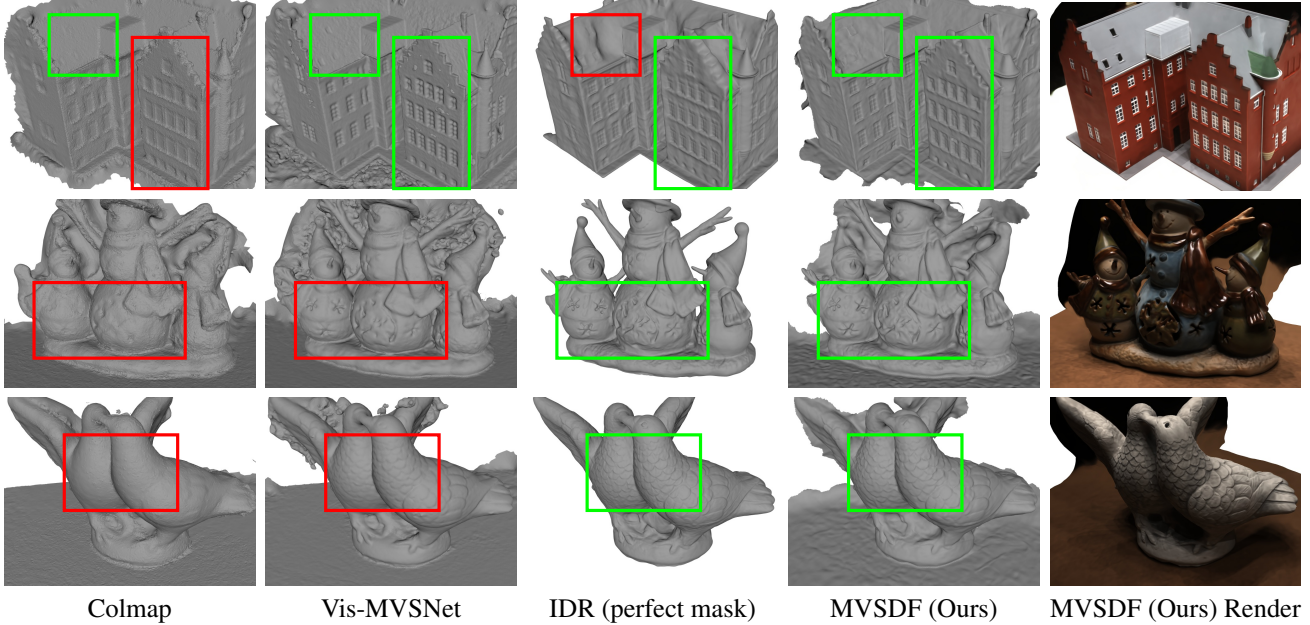 Colmap
Vis-MVSNet
IDR (perfect mask)
MVSDF (Ours)
MVSDF (Ours) Render